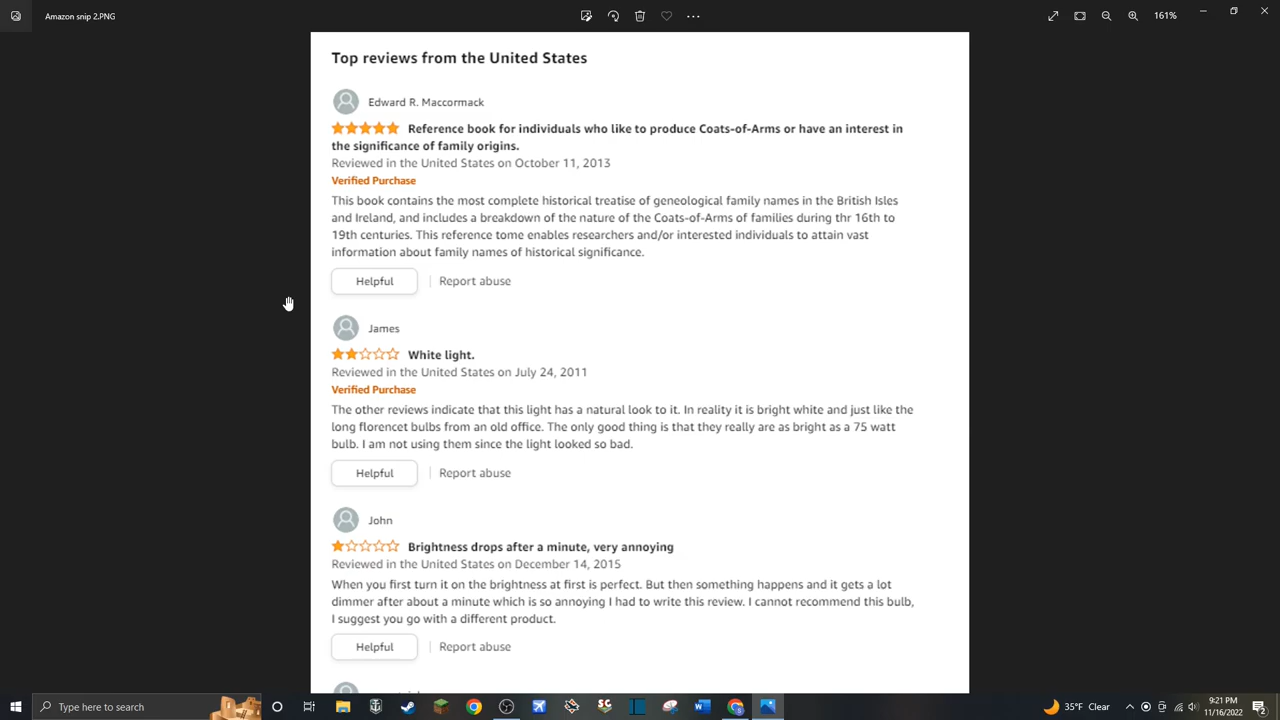 Amazon snip 2.PNG
161%
Top reviews from the United States
Edward R. Maccormack
Reference book for individuals who like to produce Coats-of-Arms or have an interest in
the significance of family origins.
Reviewed in the United States on October 11, 2013
Verified Purchase
This book contains the most complete historical treatise of geneological family names in the British Isles
and Ireland, and includes a breakdown of the nature of the Coats-of-Arms of families during thr 16th to
19th centuries. This reference tome enables researchers and/or interested individuals to attain vast
information about family names of historical significance.
Helpful
Report abuse
James
White light.
Reviewed in the United States on July 24, 2011
Verified Purchase
The other reviews indicate that this light has a natural look to it. In reality it is bright white and just like the
long florencet bulbs from an old office. The only good thing is that they really are as bright as a 75 watt
bulb. I am not using them since the light looked so bad.
Helpful
Report abuse
John
Brightness drops after a minute, very annoying
Reviewed in the United States on December 14, 2015
When you first turn it on the brightness at first is perfect. But then something happens and it gets a lot
dimmer after about a minute which is so annoying I had to write this review. I cannot recommend this bulb,
I suggest you go with a different product.
Helpful
Report abuse
Type here to search
SC
35°F Clear
9:21 PM
11/16/2022